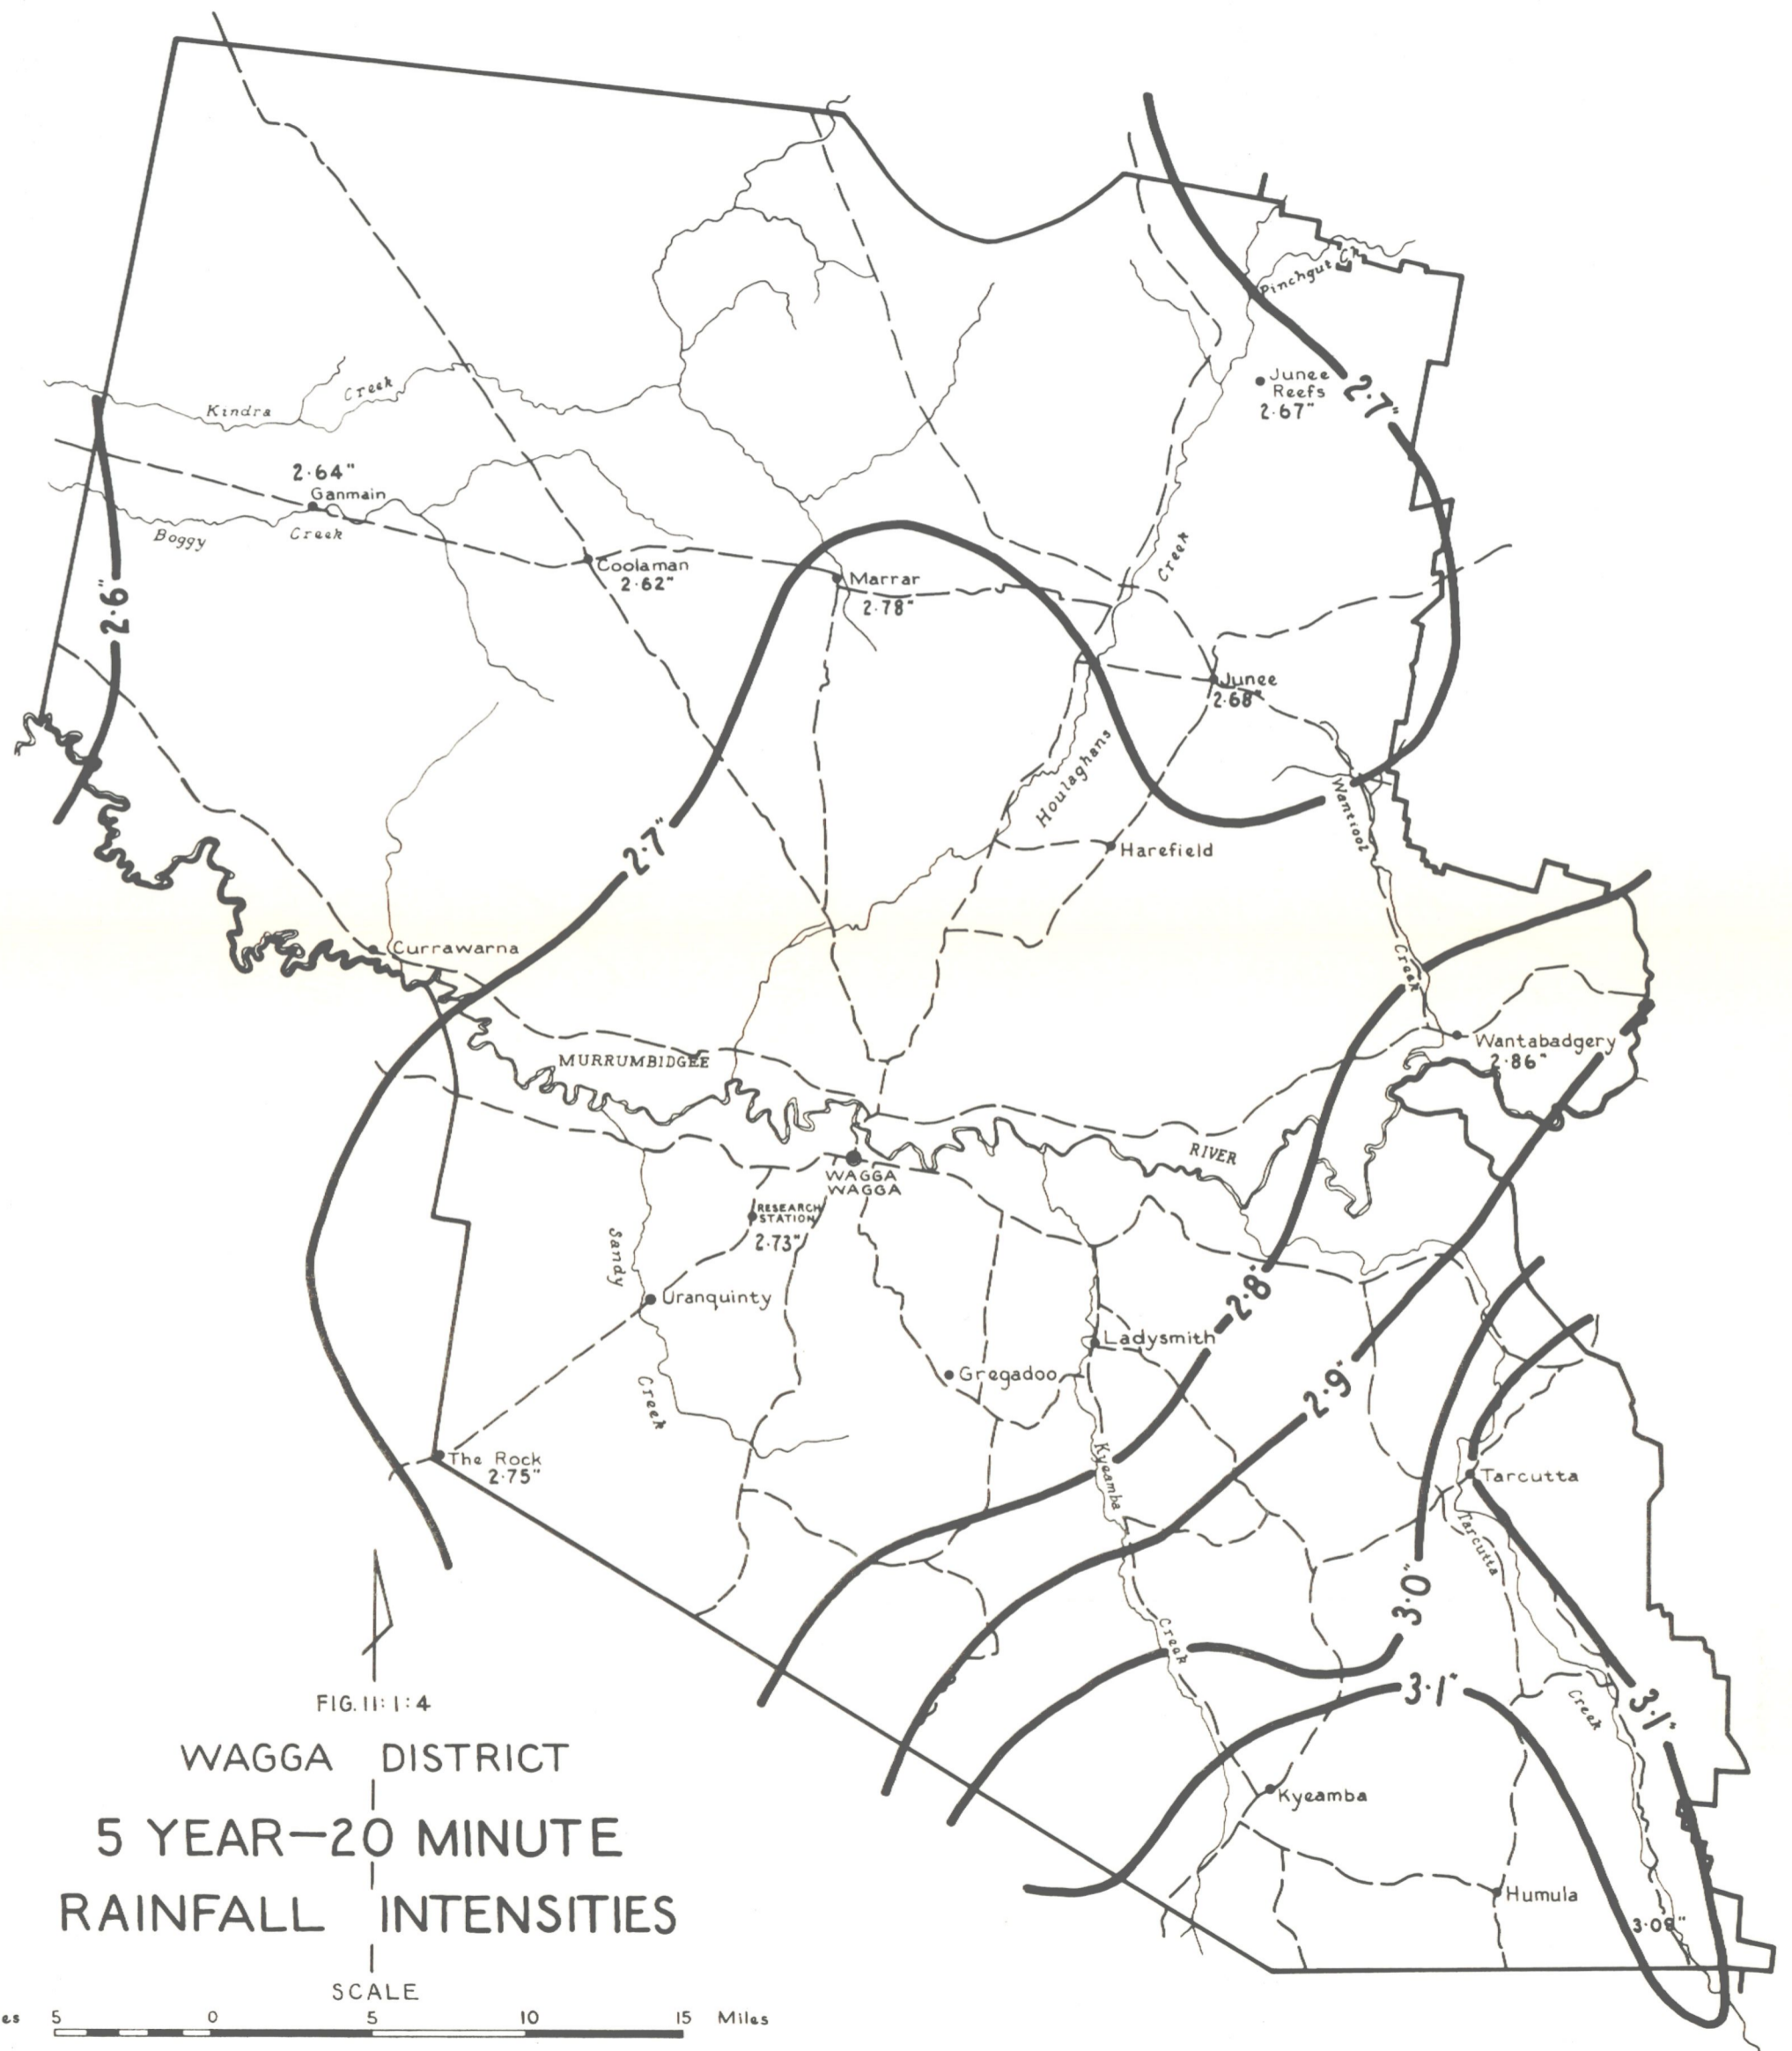 Pinchgut Ck
Junee
Reefs
2·67"
2·7"
Creek
Kindra
2·64"
Ganmain
Boggy
Creek
Creek
Coolaman
2·62"
Marrar
2·78"
2·6"
Junee
2·68"
Houlaghans
Wantiool
2·7"
Harefield
Currawarna
Creek
Wantabadgery
2·86"
MURRUMBIDGEE
RIVER
WAGGA
WAGGA
RESEARCH
STATION
2·73"
Sandy
Uranquinty
2·8"
Ladysmith
Gregadoo
Creek
2·9"
The Rock
2·75"
Kyeamba
Tarcutta
Tarcutta
3·0"
Creek
3·1"
Creek
3·1"
FIG. 11: 1: 4
WAGGA DISTRICT
Kyeamba
5 YEAR—20 MINUTE
Humula
RAINFALL INTENSITIES
3·09"
SCALE
es 5 0 5 10 15 Miles